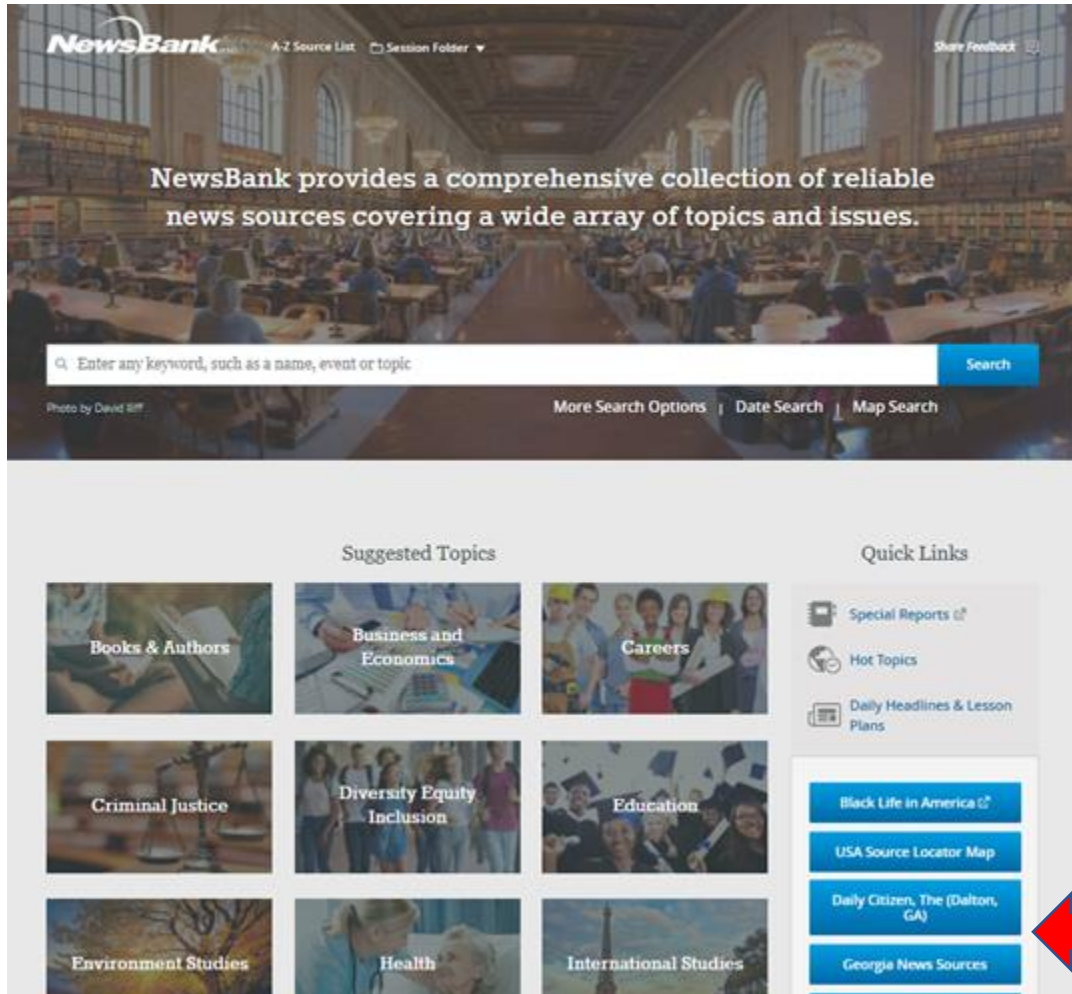 NewsBank
A-Z Source List Session Folder
Share Feedback
NewsBank provides a comprehensive collection of reliable
news sources covering a wide array of topics and issues.
Enter any keyword, such as a name, event or topic
Search
Photo by David Iliff
More Search Options | Date Search | Map Search
Suggested Topics
Quick Links
Books & Authors
Business and
Economics
Careers
Special Reports
Hot Topics
Daily Headlines & Lesson
Plans
Criminal Justice
Diversity Equity
Inclusion
Education
Black Life in America
USA Source Locator Map
Daily Citizen, The (Dalton,
GA)
Georgia News Sources
Environment Studies
Health
International Studies